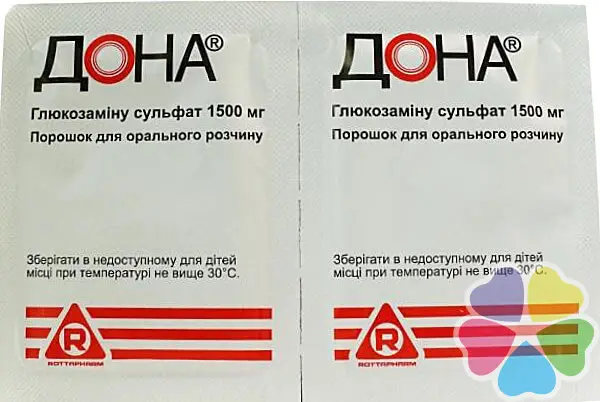 ДОНА®
Глюкозаміну сульфат 1500 мг
Порошок для орального розчину
Зберігати в недоступному для дітей
місці при температурі не вище 30°С.
R
ROTTAPHARM
ДОНА®
Глюкозаміну сульфат 1500 мг
Порошок для орального розчину
Зберігати в недоступному для дітей
місці при температурі не вище 30°С.
R
ROTTAPHARM